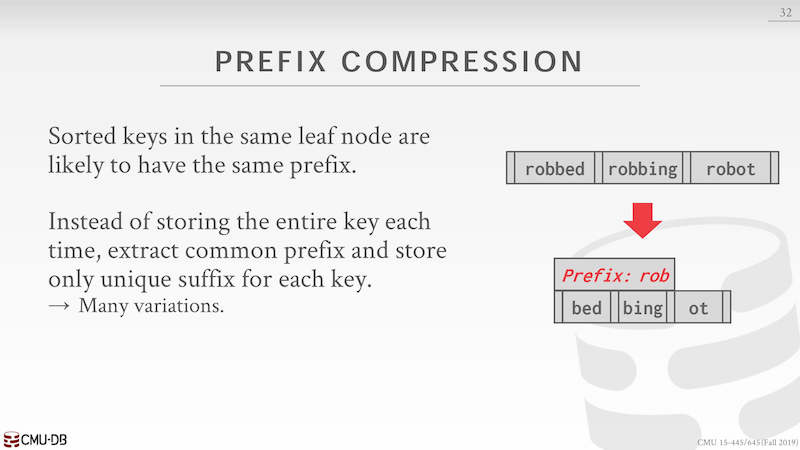 32
PREFIX COMPRESSION
Sorted keys in the same leaf node are
likely to have the same prefix.
Instead of storing the entire key each
time, extract common prefix and store
only unique suffix for each key.
→ Many variations.
robbed robbing robot
Prefix: rob
bed bing ot
CMU·DB
CMU 15-445/645 (Fall 2019)